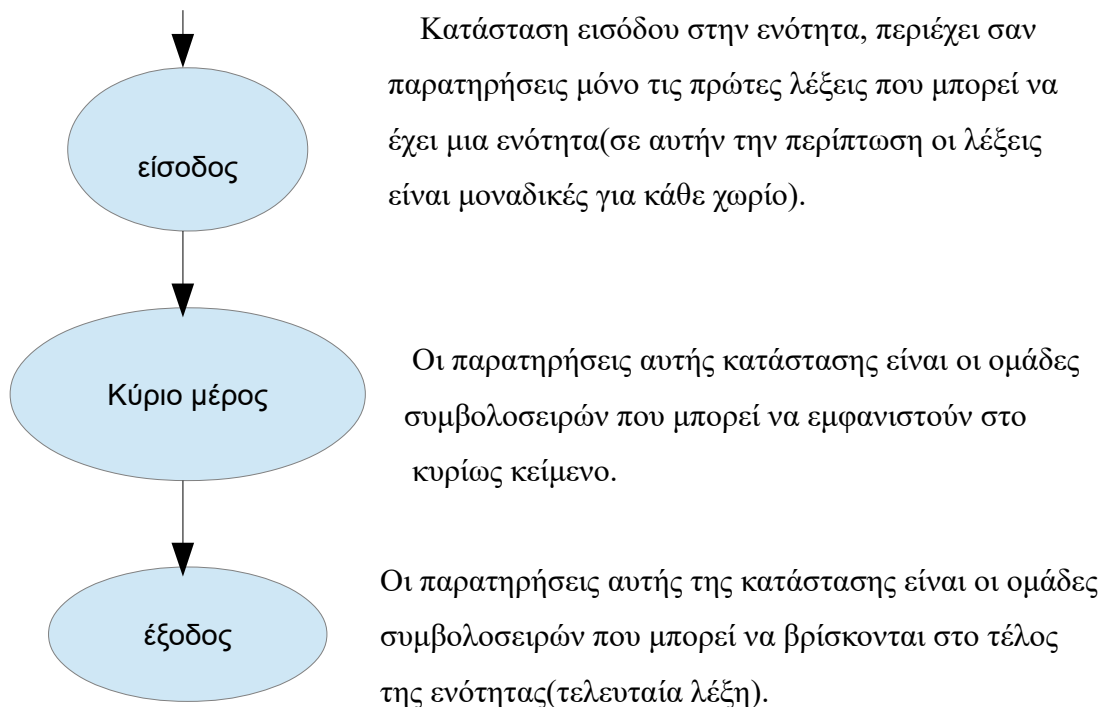 Κατάσταση εισόδου στην ενότητα, περιέχει σαν
παρατηρήσεις μόνο τις πρώτες λέξεις που μπορεί να
έχει μια ενότητα(σε αυτήν την περίπτωση οι λέξεις
είναι μοναδικές για κάθε χωρίο).
είσοδος
Κύριο μέρος
Οι παρατηρήσεις αυτής κατάστασης είναι οι ομάδες
συμβολοσειρών που μπορεί να εμφανιστούν στο
κυρίως κείμενο.
έξοδος
Οι παρατηρήσεις αυτής της κατάστασης είναι οι ομάδες
συμβολοσειρών που μπορεί να βρίσκονται στο τέλος
της ενότητας(τελευταία λέξη).